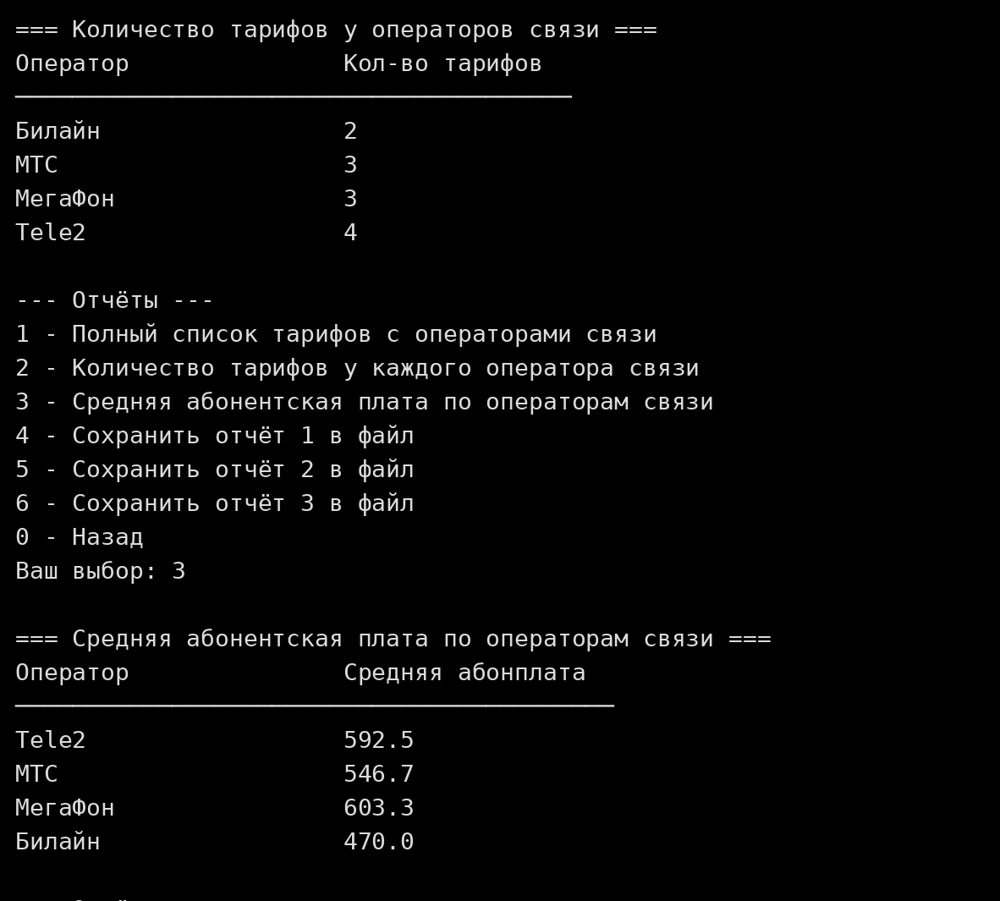 === Количество тарифов у операторов связи ===
Оператор Кол-во тарифов
Билайн 2
МТС 3
МегаФон 3
Tele2 4
--- Отчёты ---
1 - Полный список тарифов с операторами связи
2 - Количество тарифов у каждого оператора связи
3 - Средняя абонентская плата по операторам связи
4 - Сохранить отчёт 1 в файл
5 - Сохранить отчёт 2 в файл
6 - Сохранить отчёт 3 в файл
0 - Назад
Ваш выбор: 3
=== Средняя абонентская плата по операторам связи ===
Оператор Средняя абонплата
Tele2 592.5
МТС 546.7
МегаФон 603.3
Билайн 470.0